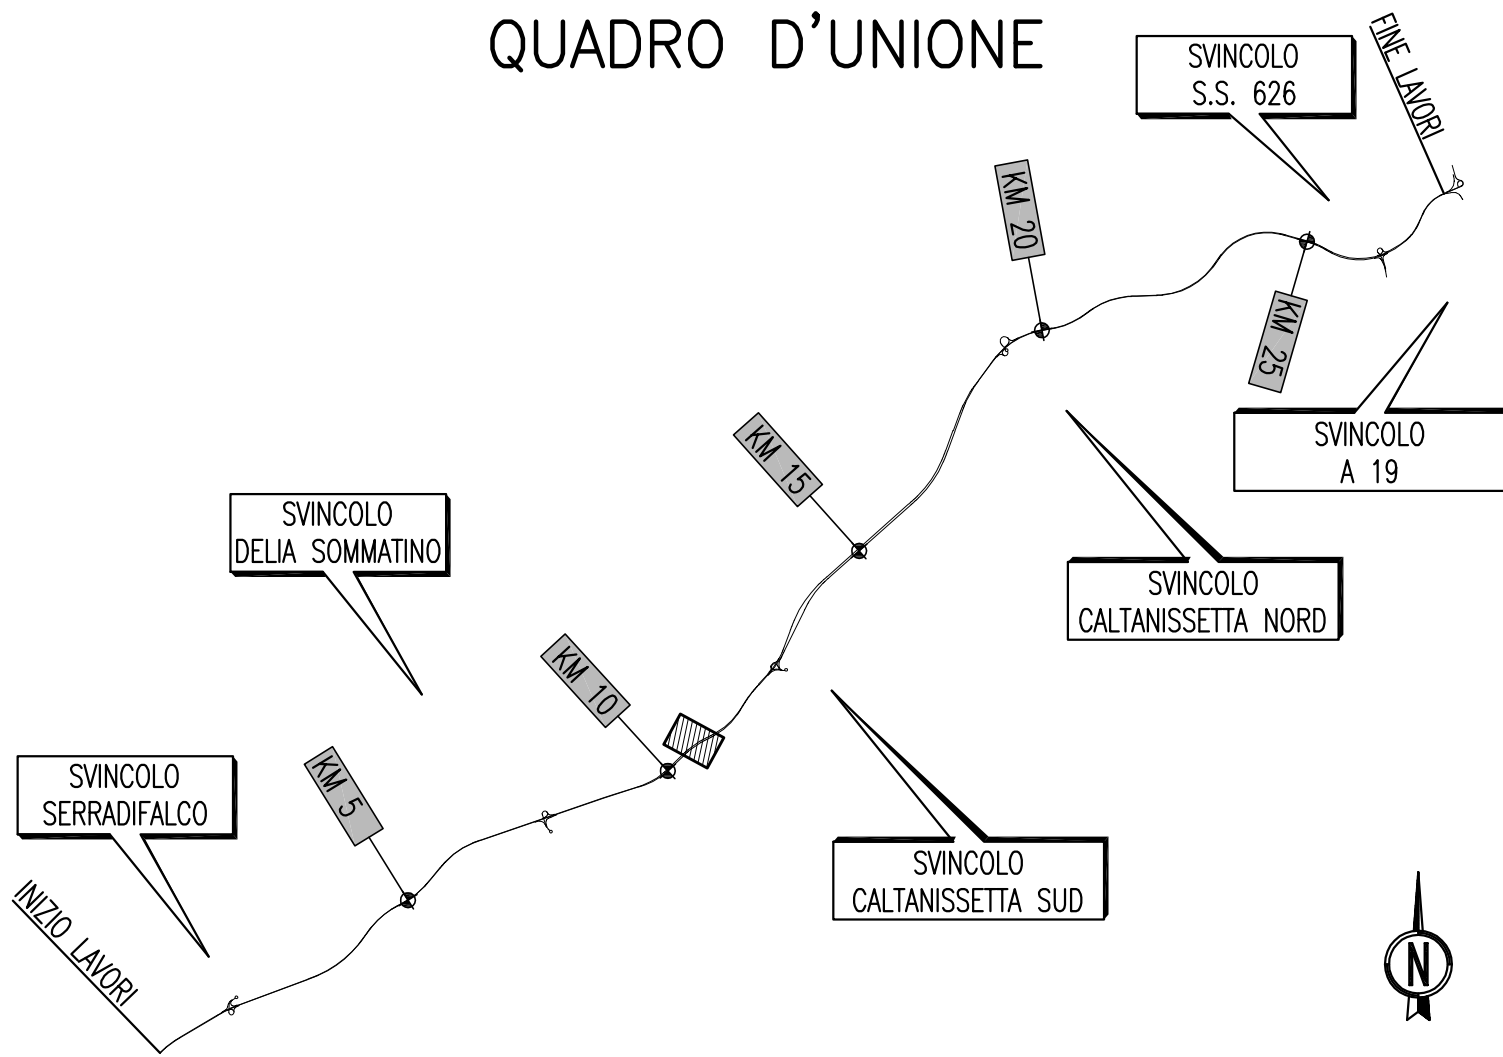 QUADRO D'UNIONE
SVINCOLO
S.S. 626
FINE LAVORI
KM 20
KM 25
SVINCOLO
A 19
KM 15
SVINCOLO
DELIA SOMMATINO
SVINCOLO
CALTANISSETTA NORD
KM 10
KM 5
SVINCOLO
SERRADIFALCO
SVINCOLO
CALTANISSETTA SUD
INIZIO LAVORI
N